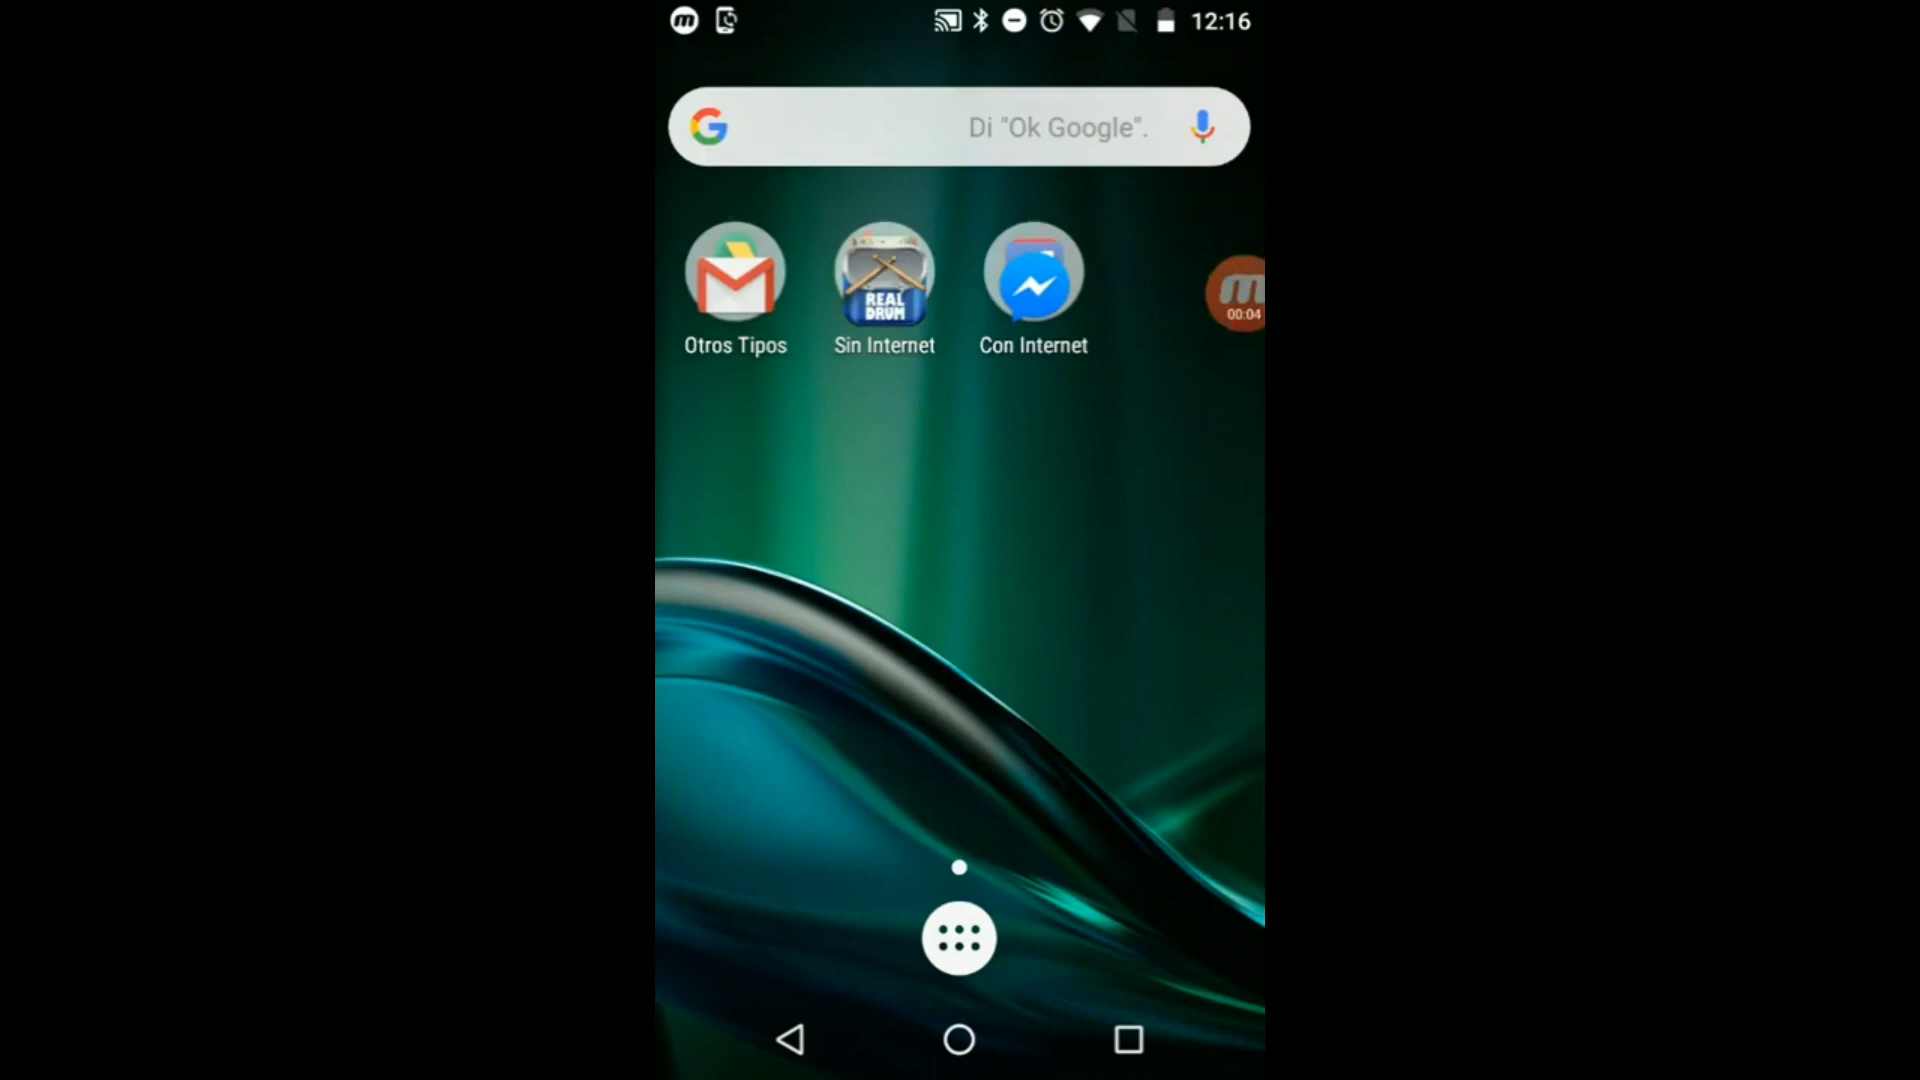 12:16
Di "Ok Google".
REAL
DRUM
00:04
Otros Tipos
Sin Internet
Con Internet